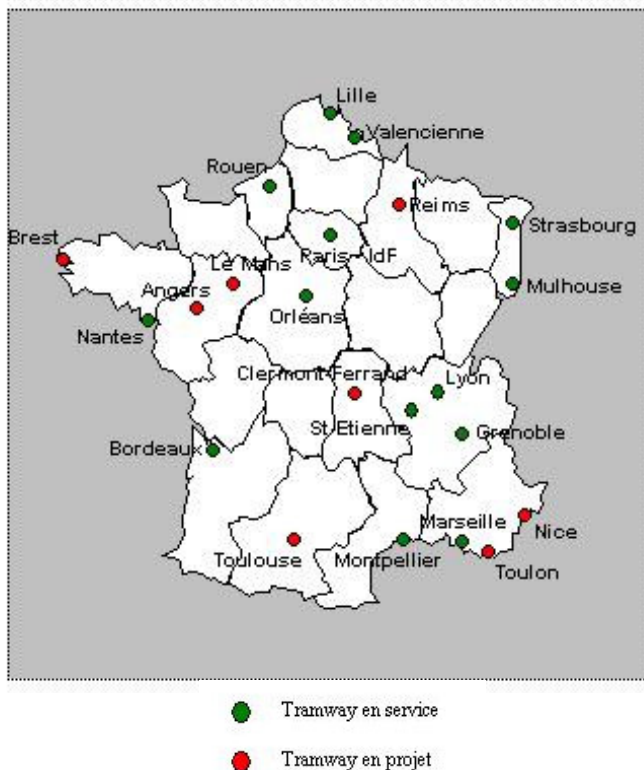 Lille
Valencienne
Rouen
Reims
Strasbourg
Brest
Paris - IdF
Le Mans
Mulhouse
Angers
Orléans
Nantes
Clermont-Ferrand
Lyon
St Etienne
Grenoble
Bordeaux
Marseille
Nice
Toulouse
Montpellier
Toulon
Tramway en service
Tramway en projet